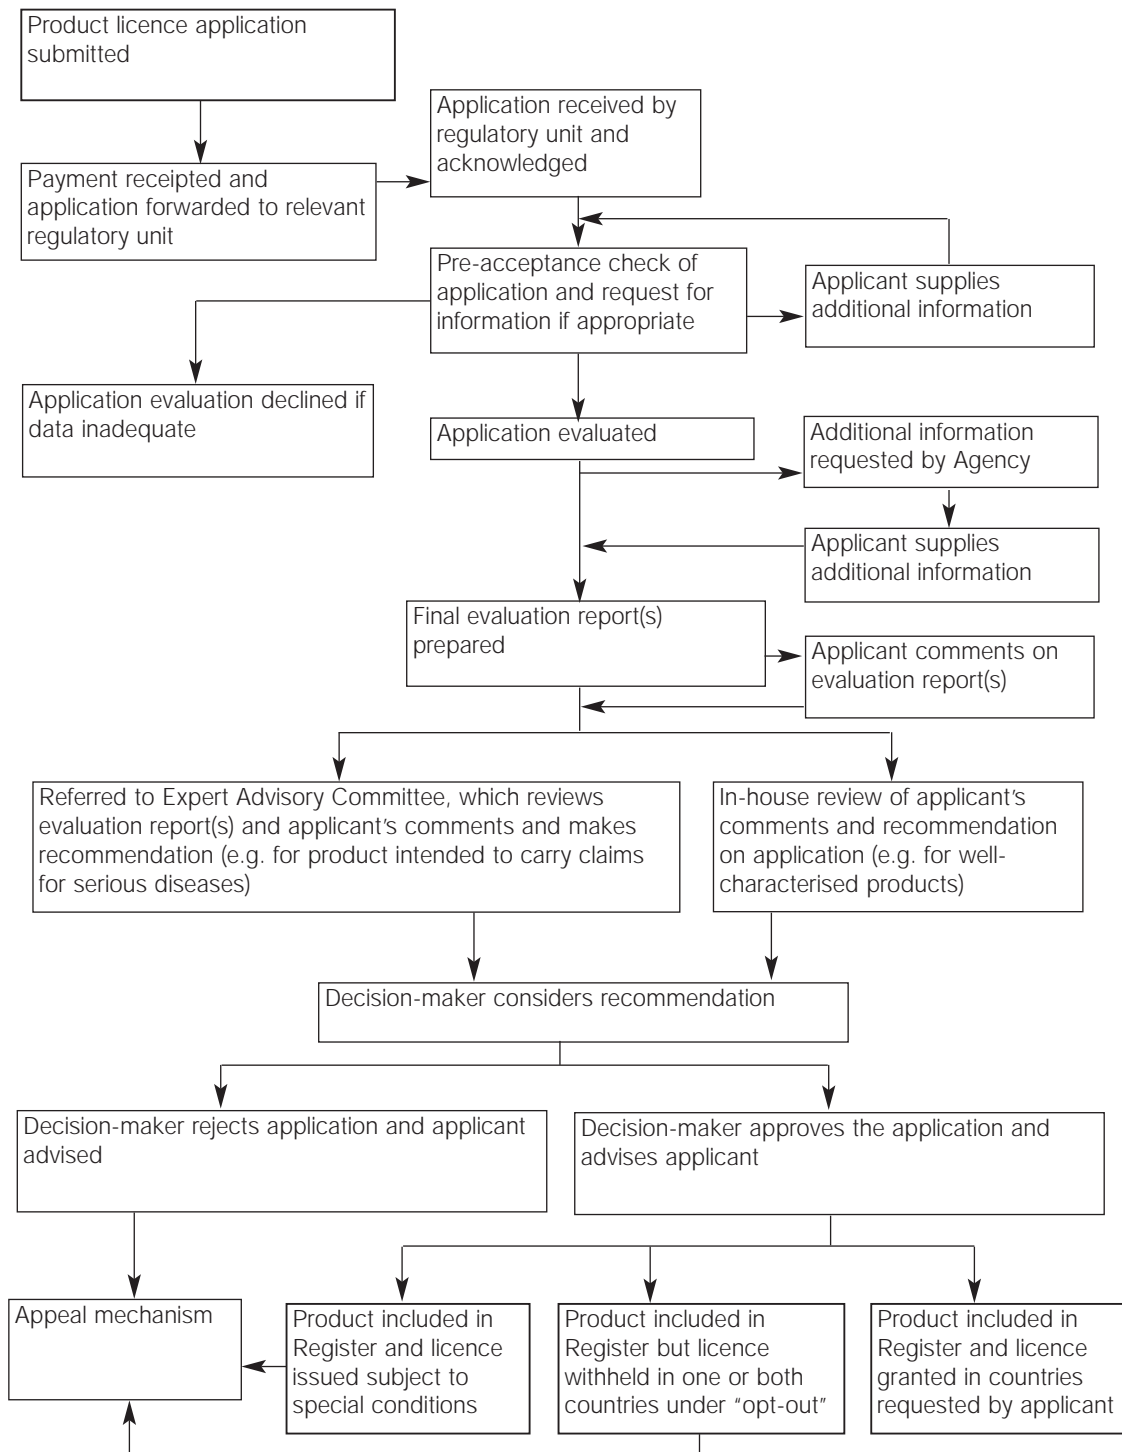 Product licence application
submitted
Application received by
regulatory unit and
acknowledged
Payment receipted and
application forwarded to relevant
regulatory unit
Pre-acceptance check of
application and request for
information if appropriate
Applicant supplies
additional information
Application evaluation declined if
data inadequate
Application evaluated
Additional information
requested by Agency
Applicant supplies
additional information
Final evaluation report(s)
prepared
Applicant comments on
evaluation report(s)
Referred to Expert Advisory Committee, which reviews
evaluation report(s) and applicant's comments and makes
recommendation (e.g. for product intended to carry claims
for serious diseases)
In-house review of applicant's
comments and recommendation
on application (e.g. for well-
characterised products)
Decision-maker considers recommendation
Decision-maker rejects application and applicant
advised
Decision-maker approves the application and
advises applicant
Appeal mechanism
Product included in
Register and licence
issued subject to
special conditions
Product included in
Register but licence
withheld in one or both
countries under "opt-out"
Product included in
Register and licence
granted in countries
requested by applicant